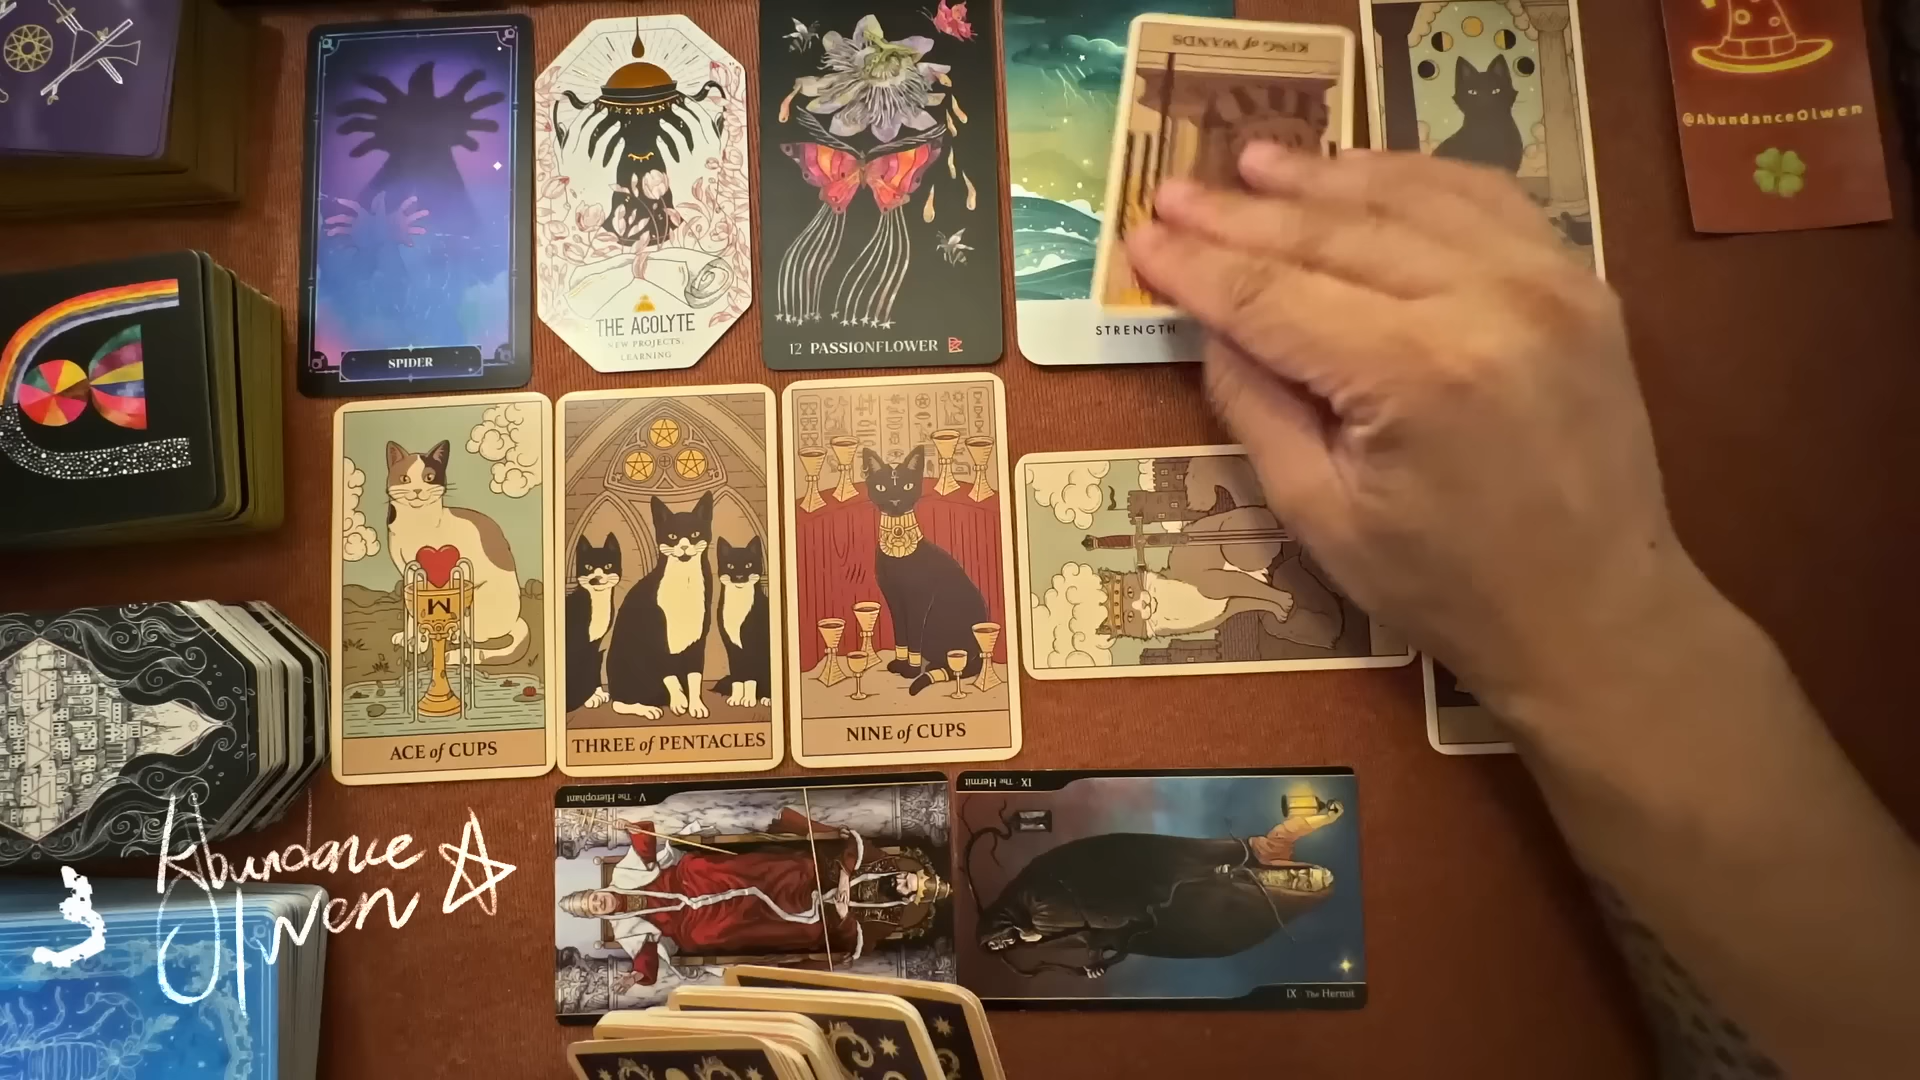 SPIDER
THE ACOLYTE
NEW PROJECTS,
LEARNING
12 PASSIONFLOWER
STRENGTH
KING of WANDS
@AbundanceOlwen
ACE of CUPS
THREE of PENTACLES
NINE of CUPS
V The Hierophant
IX · The Hermit
IX The Hermit
Abundance
Olwen